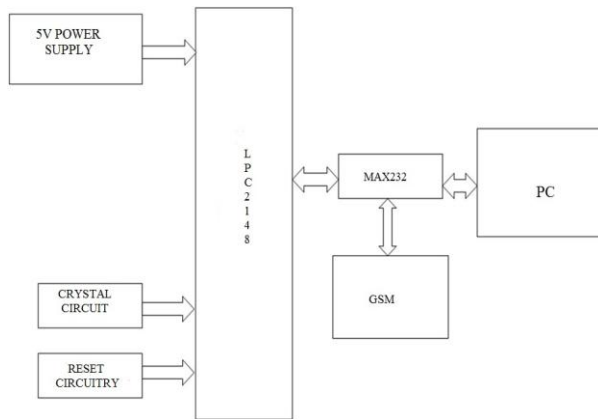 5V POWER
SUPPLY
L
P
C
2
1
4
8
MAX232
PC
GSM
CRYSTAL
CIRCUIT
RESET
CIRCUITRY